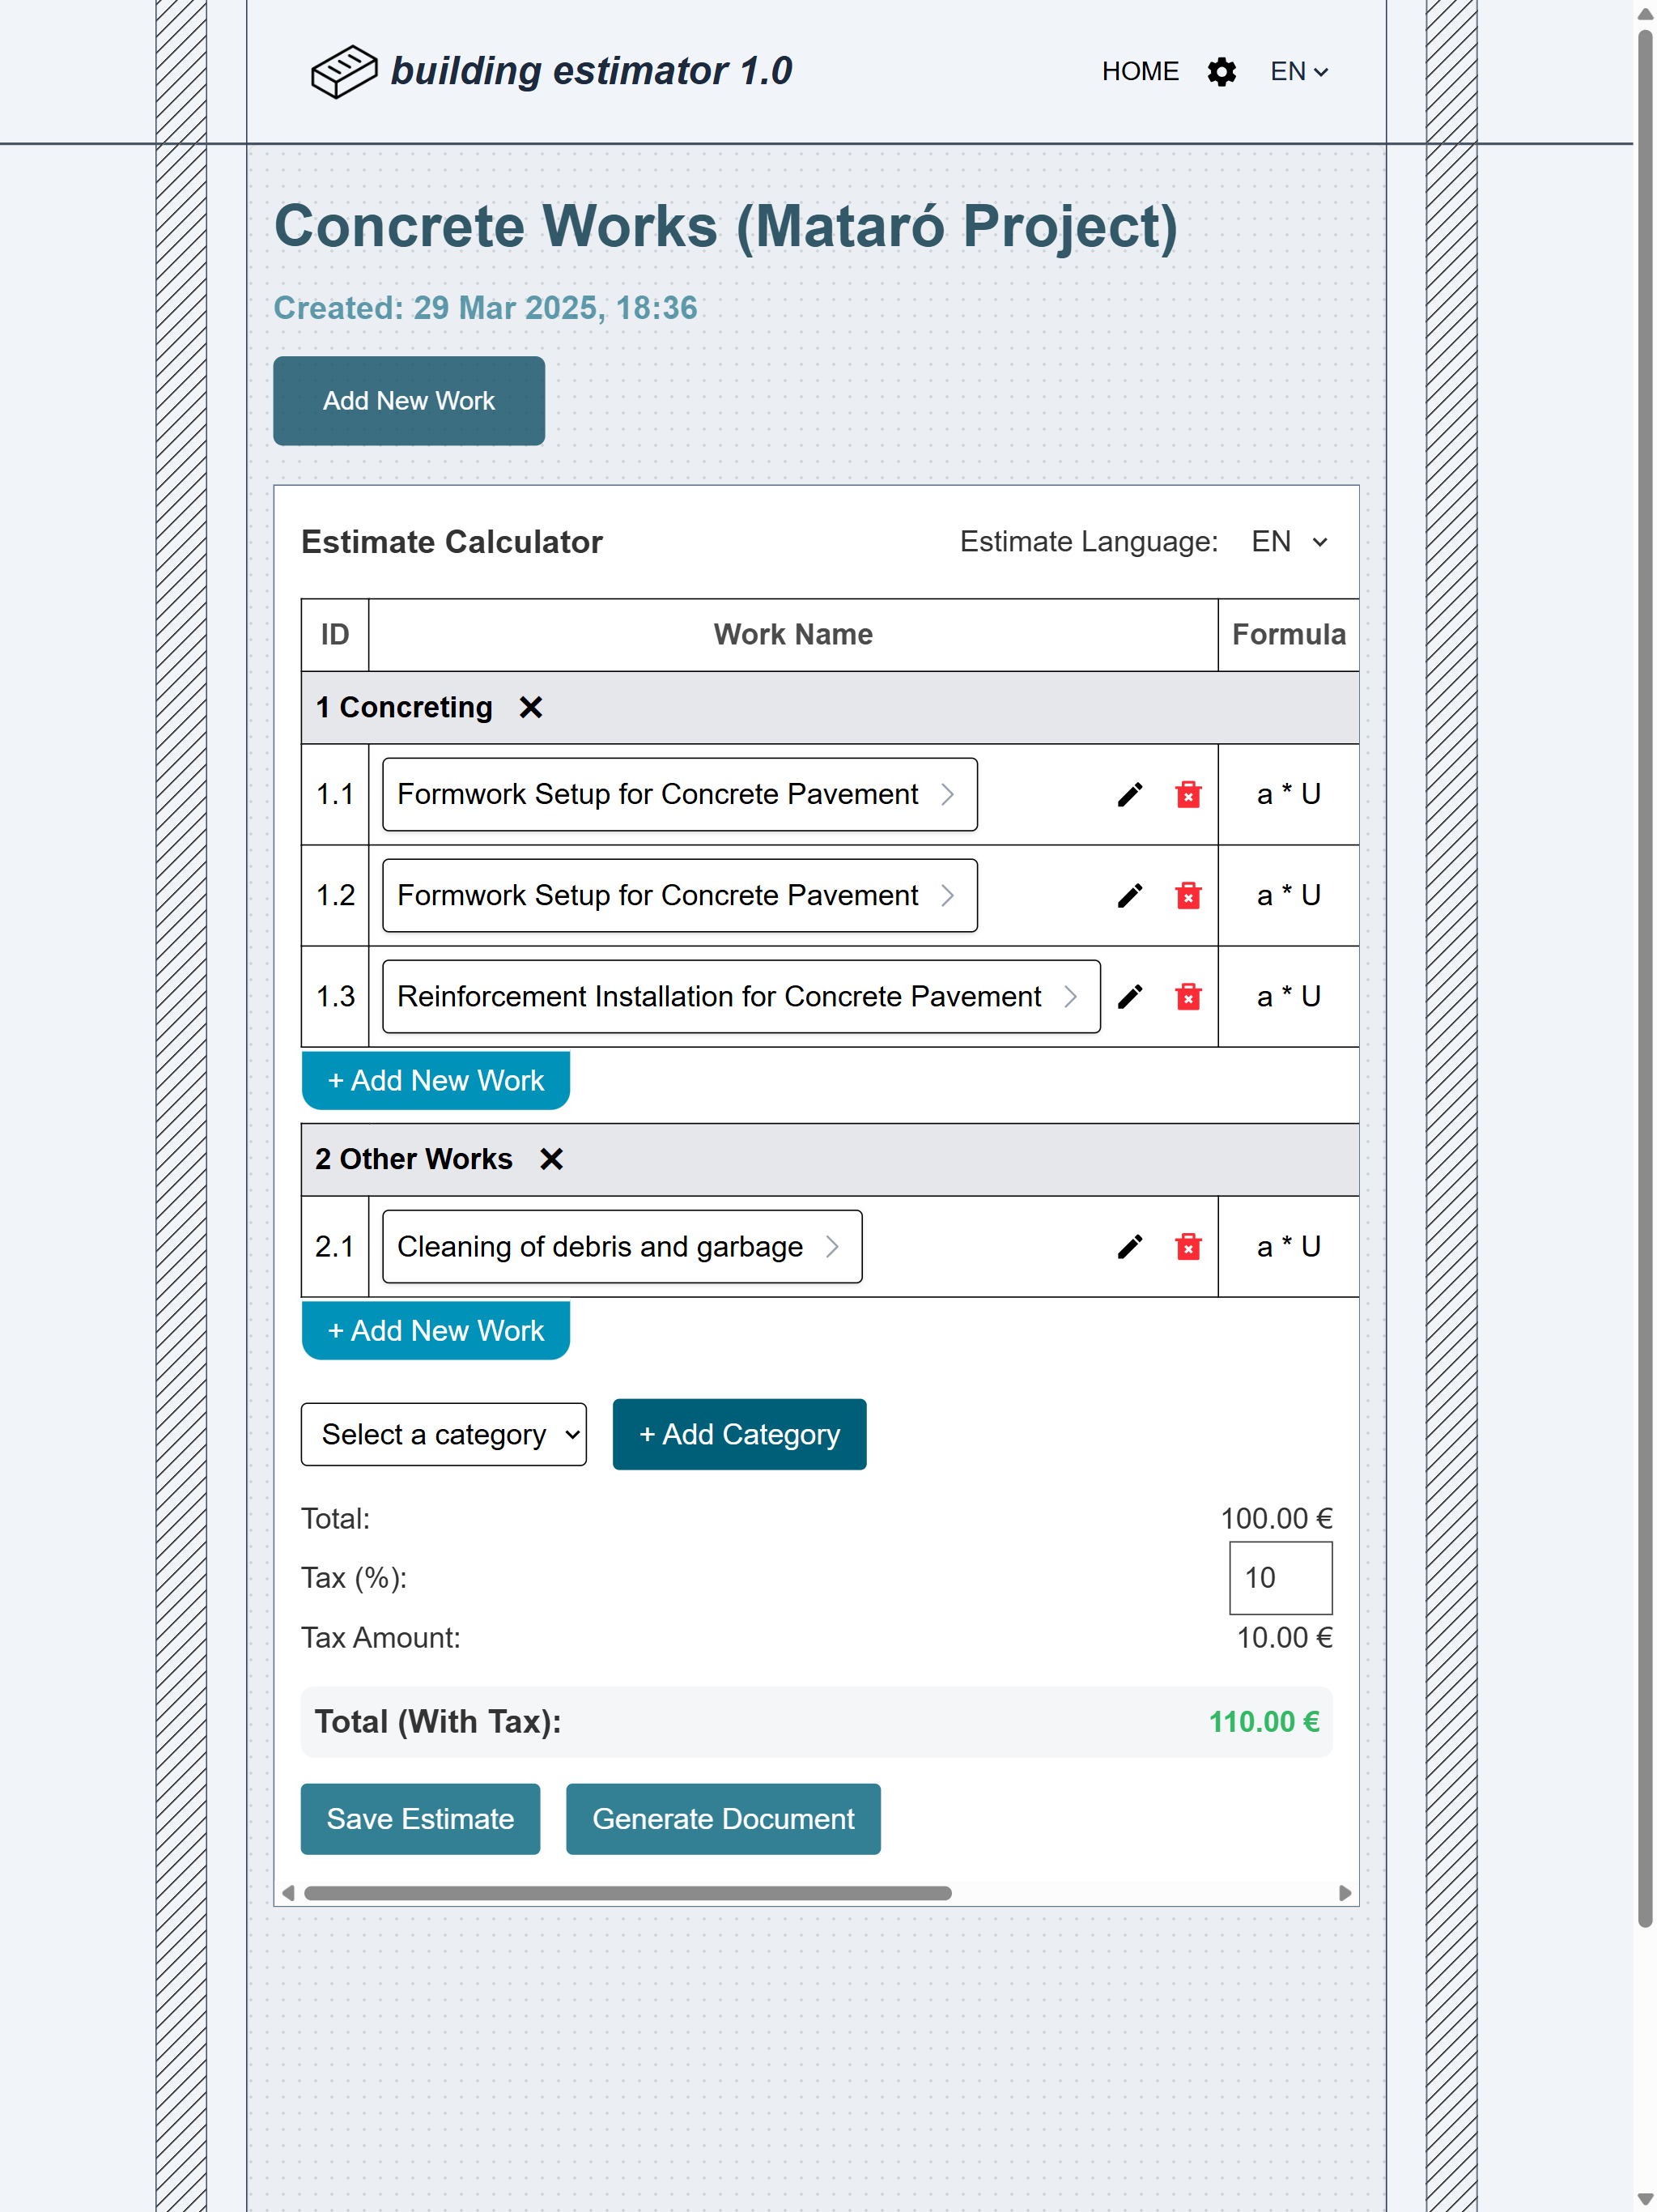 building estimator 1.0
HOME EN
Concrete Works (Mataró Project)
Created: 29 Mar 2025, 18:36
Add New Work
Estimate Calculator Estimate Language: EN
ID Work Name Formula
1 Concreting
1.1 Formwork Setup for Concrete Pavement a * U
1.2 Formwork Setup for Concrete Pavement a * U
1.3 Reinforcement Installation for Concrete Pavement a * U
+ Add New Work
2 Other Works
2.1 Cleaning of debris and garbage a * U
+ Add New Work
Select a category + Add Category
Total: 100.00 €
Tax (%): 10
Tax Amount: 10.00 €
Total (With Tax): 110.00 €
Save Estimate Generate Document